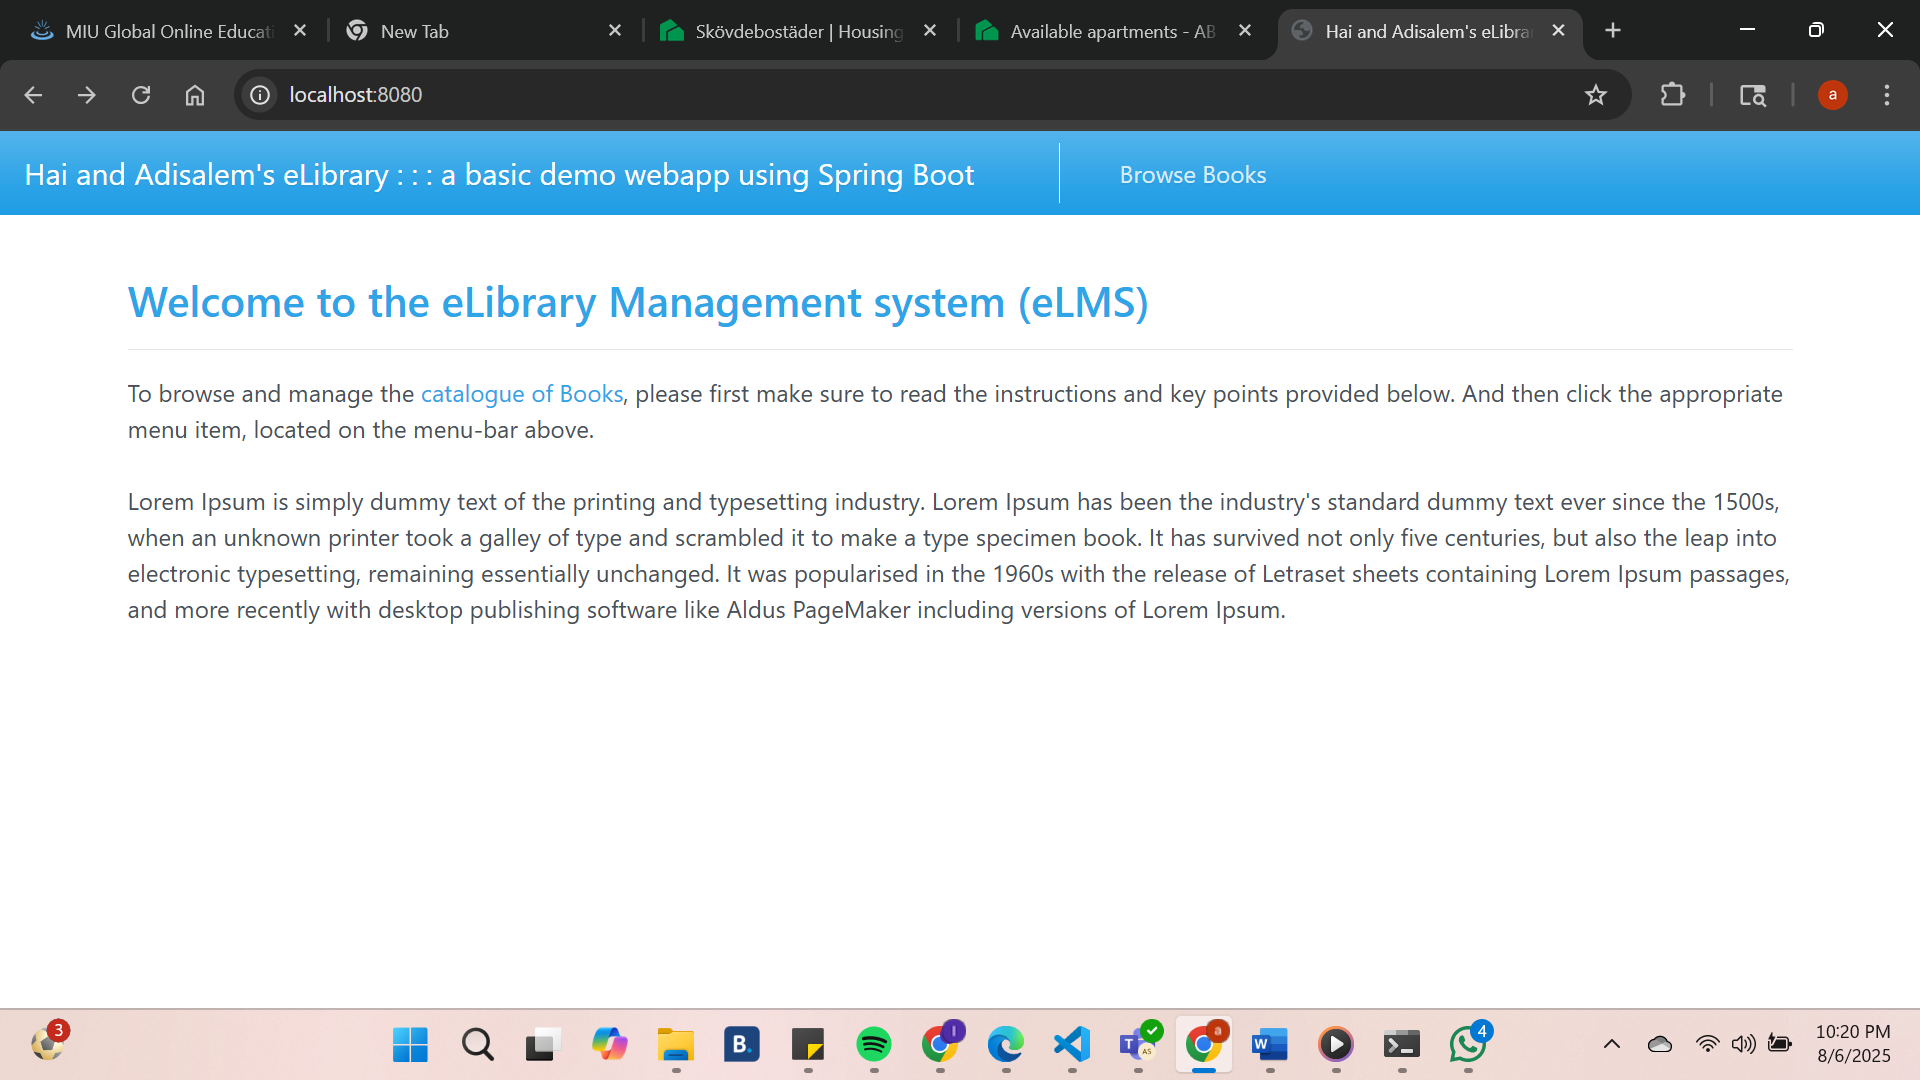 MIU Global Online Educati
New Tab
Skövdebostäder | Housing
Available apartments - AB
Hai and Adisalem's eLibrar
localhost:8080
a
Hai and Adisalem's eLibrary : : : a basic demo webapp using Spring Boot
Browse Books
Welcome to the eLibrary Management system (eLMS)
To browse and manage the catalogue of Books, please first make sure to read the instructions and key points provided below. And then click the appropriate
menu item, located on the menu-bar above.
Lorem Ipsum is simply dummy text of the printing and typesetting industry. Lorem Ipsum has been the industry's standard dummy text ever since the 1500s,
when an unknown printer took a galley of type and scrambled it to make a type specimen book. It has survived not only five centuries, but also the leap into
electronic typesetting, remaining essentially unchanged. It was popularised in the 1960s with the release of Letraset sheets containing Lorem Ipsum passages,
and more recently with desktop publishing software like Aldus PageMaker including versions of Lorem Ipsum.
3
B.
I
T
AS
a
W
4
10:20 PM
8/6/2025